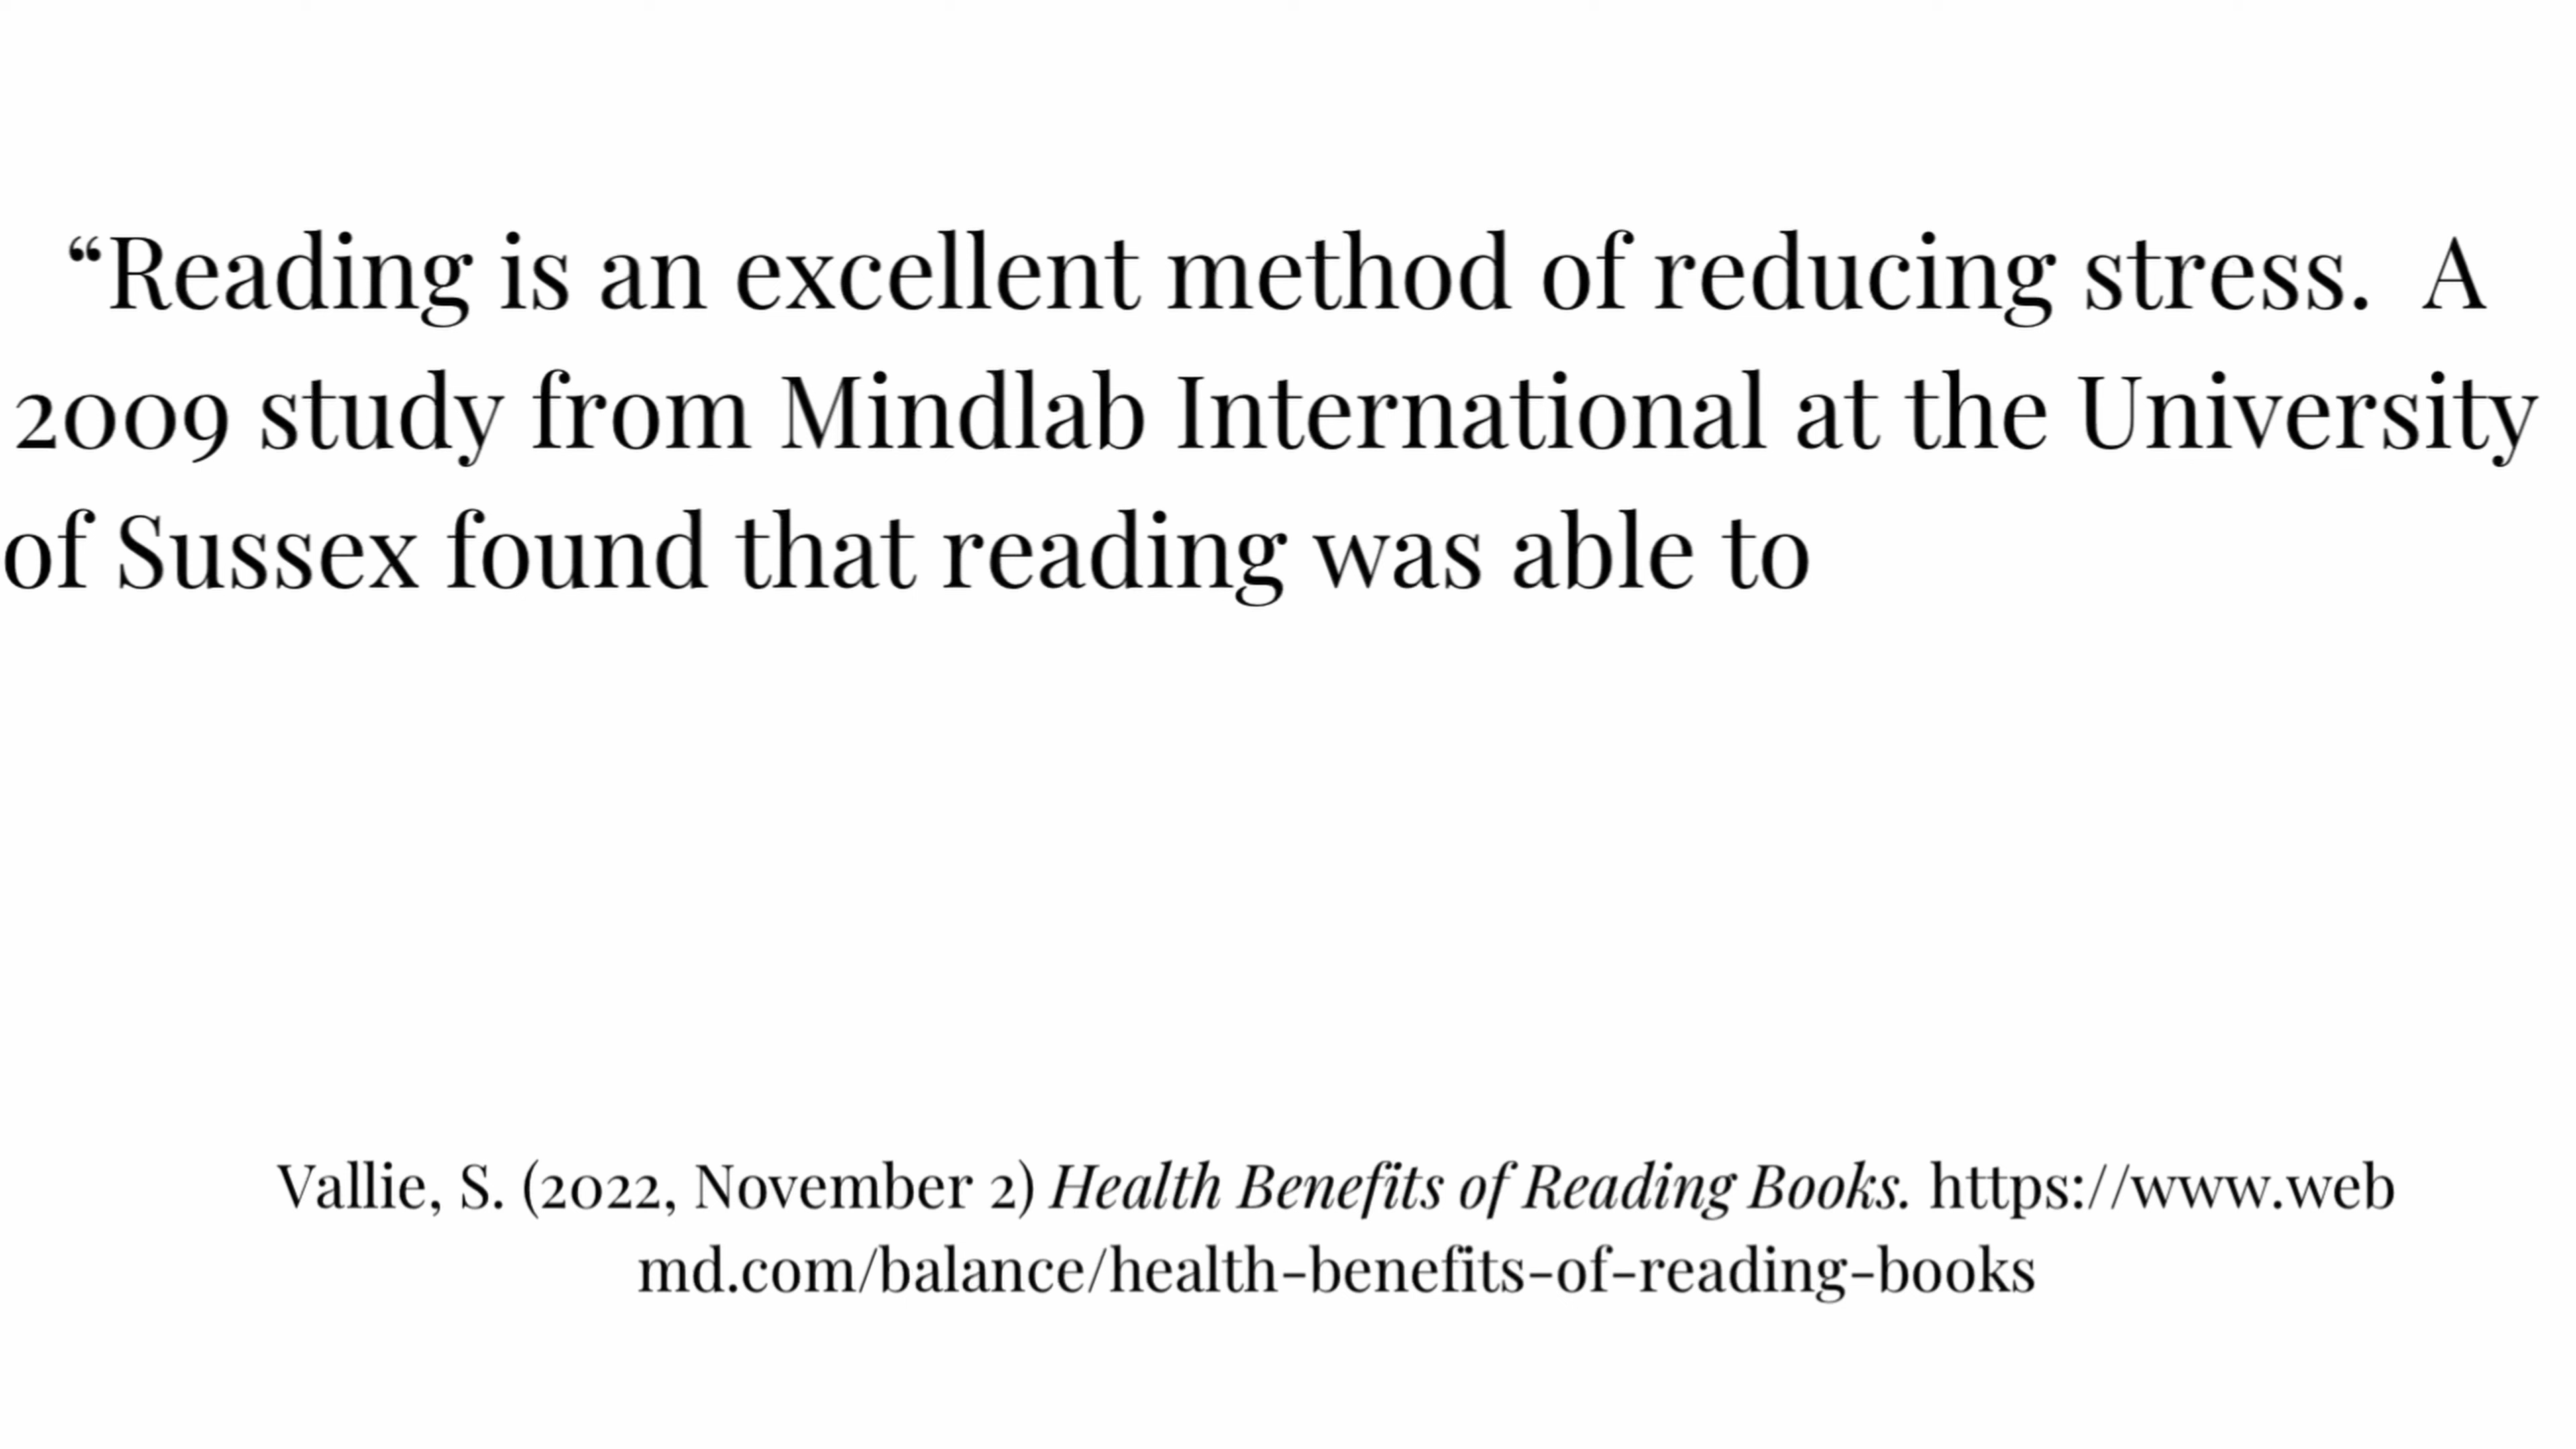 “Reading is an excellent method of reducing stress.  A
2009 study from Mindlab International at the University
of Sussex found that reading was able to
Vallie, S. (2022, November 2) Health Benefits of Reading Books. https://www.web
md.com/balance/health-benefits-of-reading-books